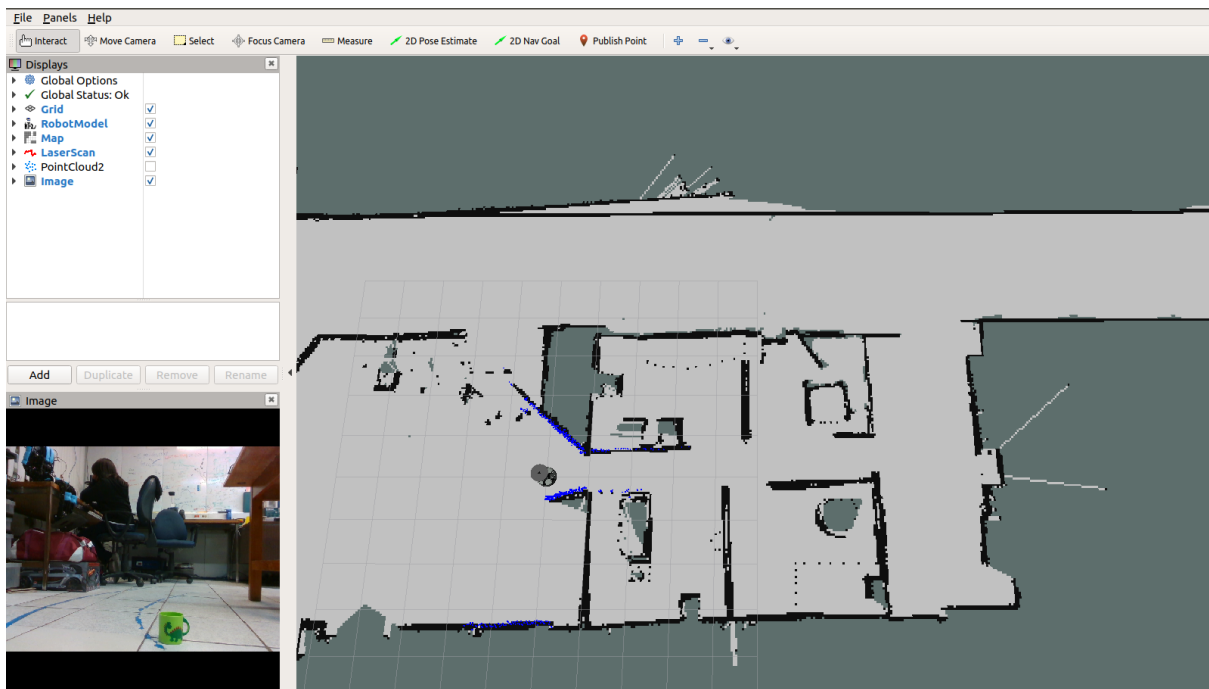 File Panels Help
Interact Move Camera Select Focus Camera Measure 2D Pose Estimate 2D Nav Goal Publish Point
Displays
Global Options
Global Status: Ok
Grid
RobotModel
Map
LaserScan
PointCloud2
Image
Add Duplicate Remove Rename
Image